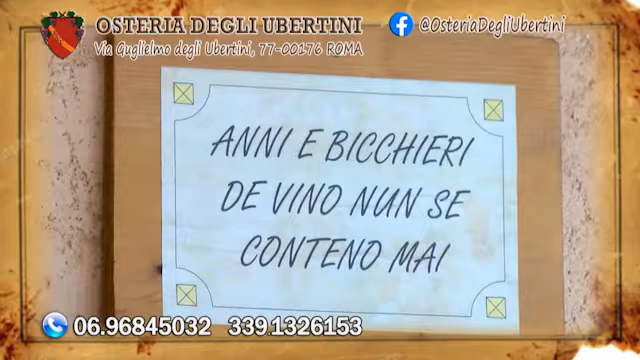 OSTERIA DEGLI UBERTINI
Via Guglielmo degli Ubertini, 77-00176 ROMA
@OsteriaDegliUbertini
ANNI E BICCHIERI
DE VINO NUN SE
CONTENO MAI
06.96845032 339.1326153